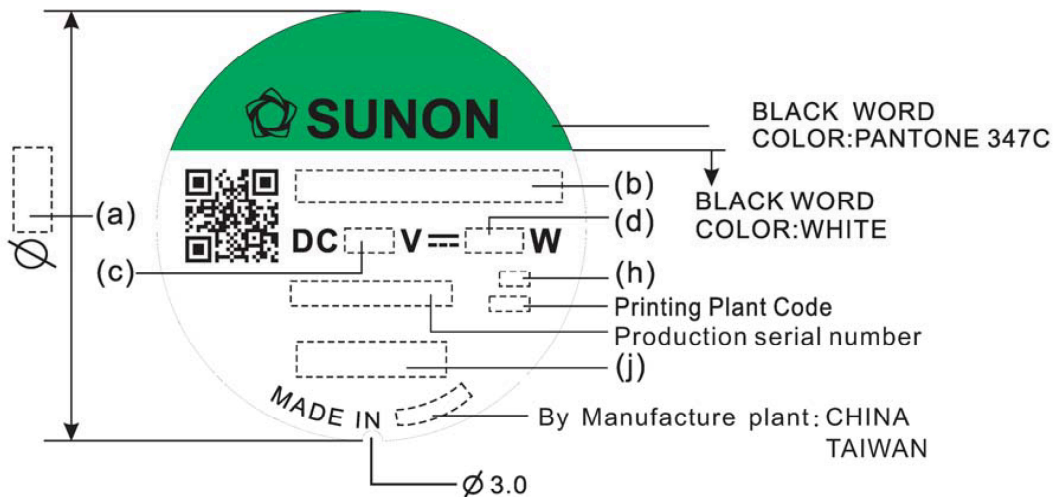 SUNON
BLACK WORD
COLOR:PANTONE 347C
(b)
BLACK WORD
COLOR:WHITE
(a)
Ø
(d)
DC V ⎓ W
(c)
(h)
Printing Plant Code
Production serial number
(j)
MADE IN
By Manufacture plant: CHINA
TAIWAN
Ø 3.0